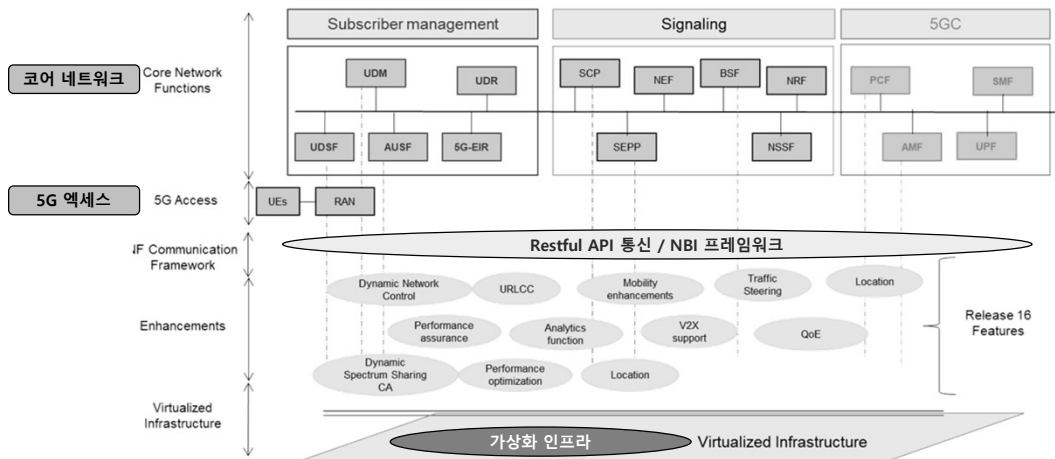 Subscriber management
Signaling
5GC
코어 네트워크
Core Network
Functions
UDM
UDR
SCP
NEF
BSF
NRF
PCF
SMF
UDSF
AUSF
5G-EIR
SEPP
NSSF
AMF
UPF
5G 엑세스
5G Access
UEs
RAN
NF Communication
Framework
Restful API 통신 / NBI 프레임워크
Enhancements
Dynamic Network
Control
URLCC
Mobility
enhancements
Traffic
Steering
Location
Performance
assurance
Analytics
function
V2X
support
QoE
Dynamic
Spectrum Sharing
CA
Performance
optimization
Location
Release 16
Features
Virtualized
Infrastructure
가상화 인프라
Virtualized Infrastructure